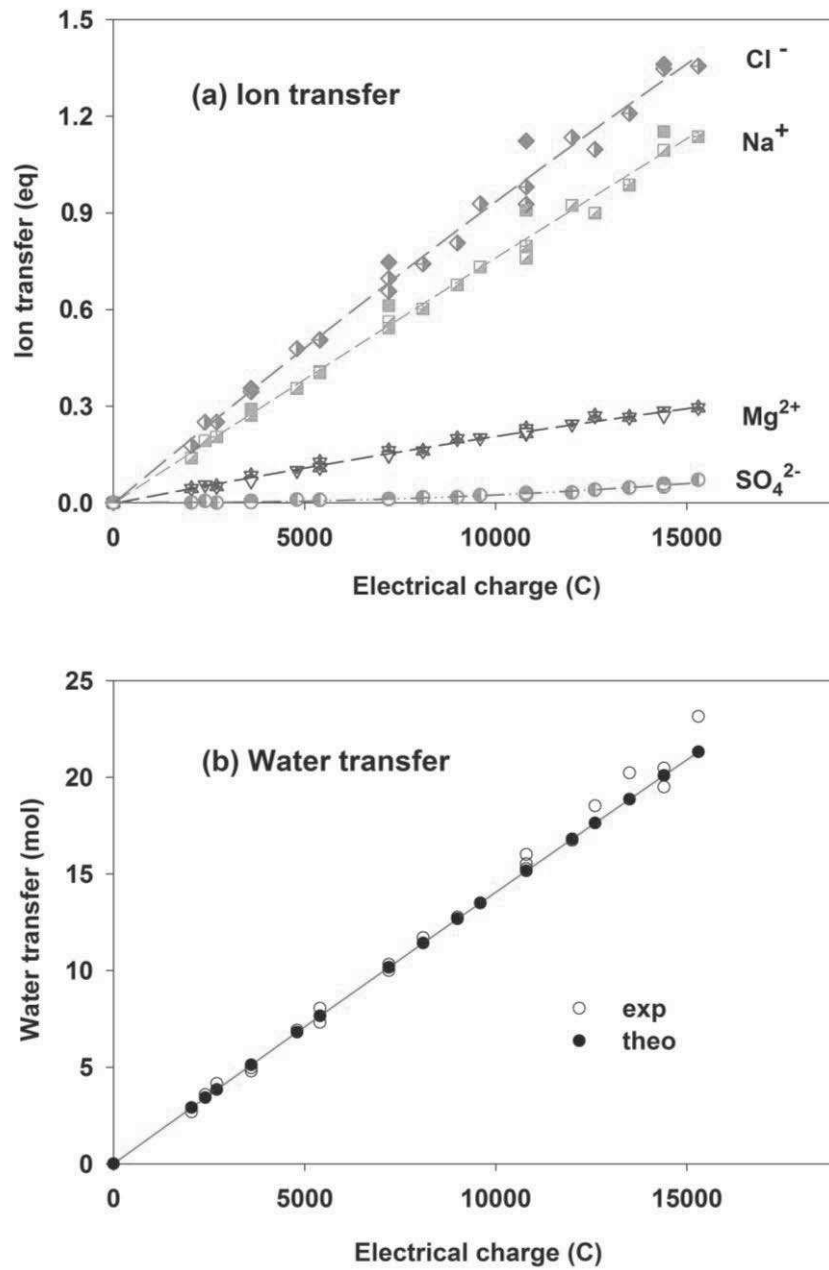 1.5
Cl -
(a) Ion transfer
1.2
Na+
0.9
Ion transfer (eq)
0.6
0.3
Mg2+
SO4 2-
0.0
0 5000 10000 15000
Electrical charge (C)
25
(b) Water transfer
20
15
Water transfer (mol)
10
exp
theo
5
0
0 5000 10000 15000
Electrical charge (C)